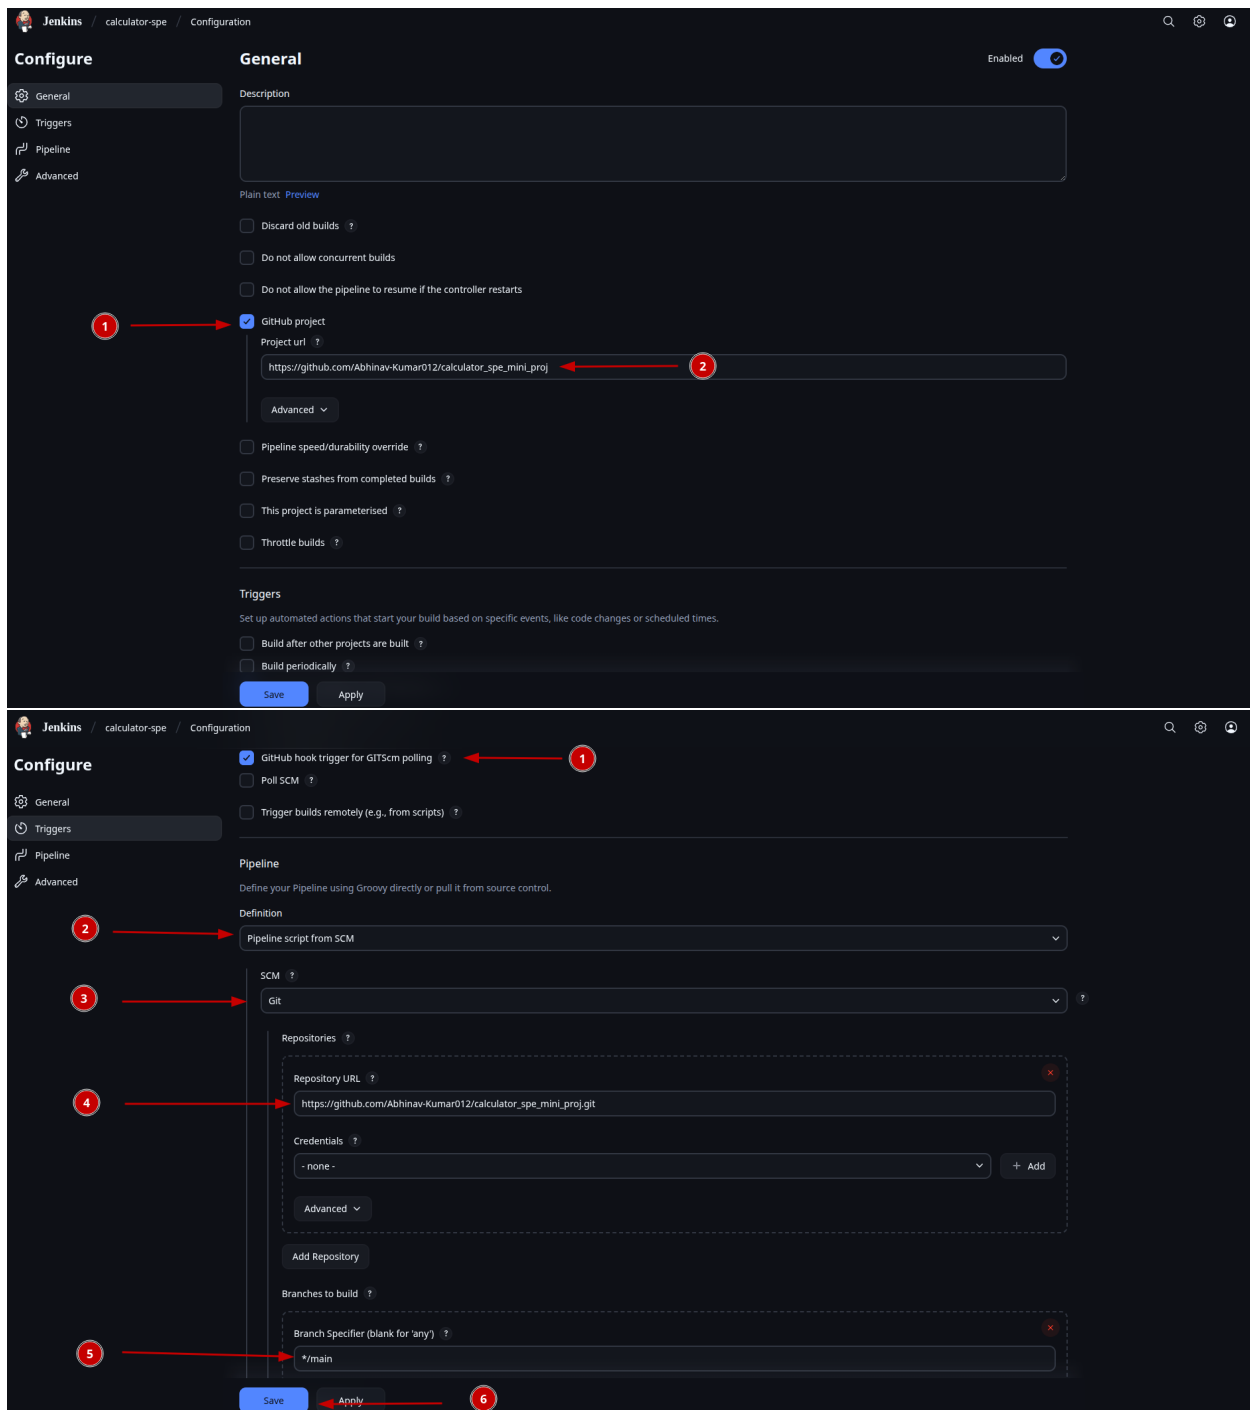 Jenkins / calculator-spe / Configuration
Configure
General
Triggers
Pipeline
Advanced
General
Enabled
Description
Plain text Preview
Discard old builds ?
Do not allow concurrent builds
Do not allow the pipeline to resume if the controller restarts
1
GitHub project
Project url ?
https://github.com/Abhinav-Kumar012/calculator_spe_mini_proj
2
Advanced
Pipeline speed/durability override ?
Preserve stashes from completed builds ?
This project is parameterised ?
Throttle builds ?
Triggers
Set up automated actions that start your build based on specific events, like code changes or scheduled times.
Build after other projects are built ?
Build periodically ?
Save Apply
Jenkins / calculator-spe / Configuration
Configure
General
Triggers
Pipeline
Advanced
GitHub hook trigger for GITScm polling ?
1
Poll SCM ?
Trigger builds remotely (e.g., from scripts) ?
Pipeline
Define your Pipeline using Groovy directly or pull it from source control.
Definition
2
Pipeline script from SCM
SCM ?
3
Git
?
Repositories ?
Repository URL ?
4
https://github.com/Abhinav-Kumar012/calculator_spe_mini_proj.git
Credentials ?
- none -
+ Add
Advanced
Add Repository
Branches to build ?
Branch Specifier (blank for 'any') ?
5
*/main
Save Apply
6